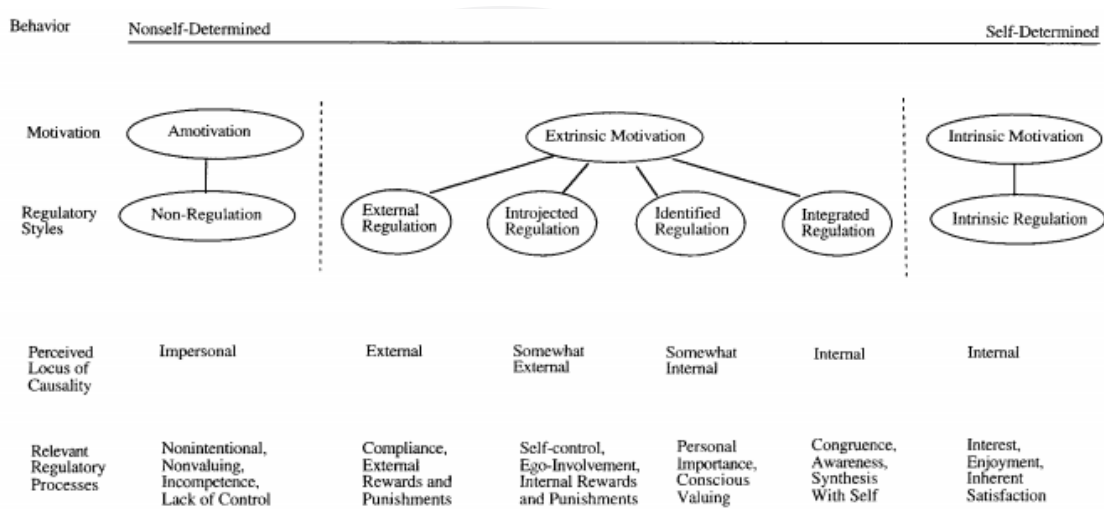 Behavior Nonself-Determined Self-Determined
Motivation Amotivation Extrinsic Motivation Intrinsic Motivation
Regulatory Styles
Non-Regulation
External Regulation
Introjected Regulation
Identified Regulation
Integrated Regulation
Intrinsic Regulation
Perceived Locus of Causality
Impersonal
External
Somewhat External
Somewhat Internal
Internal
Internal
Relevant Regulatory Processes
Nonintentional,
Nonvaluing,
Incompetence,
Lack of Control
Compliance,
External
Rewards and
Punishments
Self-control,
Ego-Involvement,
Internal Rewards
and Punishments
Personal
Importance,
Conscious
Valuing
Congruence,
Awareness,
Synthesis
With Self
Interest,
Enjoyment,
Inherent
Satisfaction